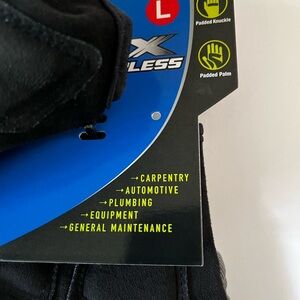 L
Padded Knuckle
X
LESS
Padded Palm
→CARPENTRY
→AUTOMOTIVE
→PLUMBING
→EQUIPMENT
→GENERAL MAINTENANCE